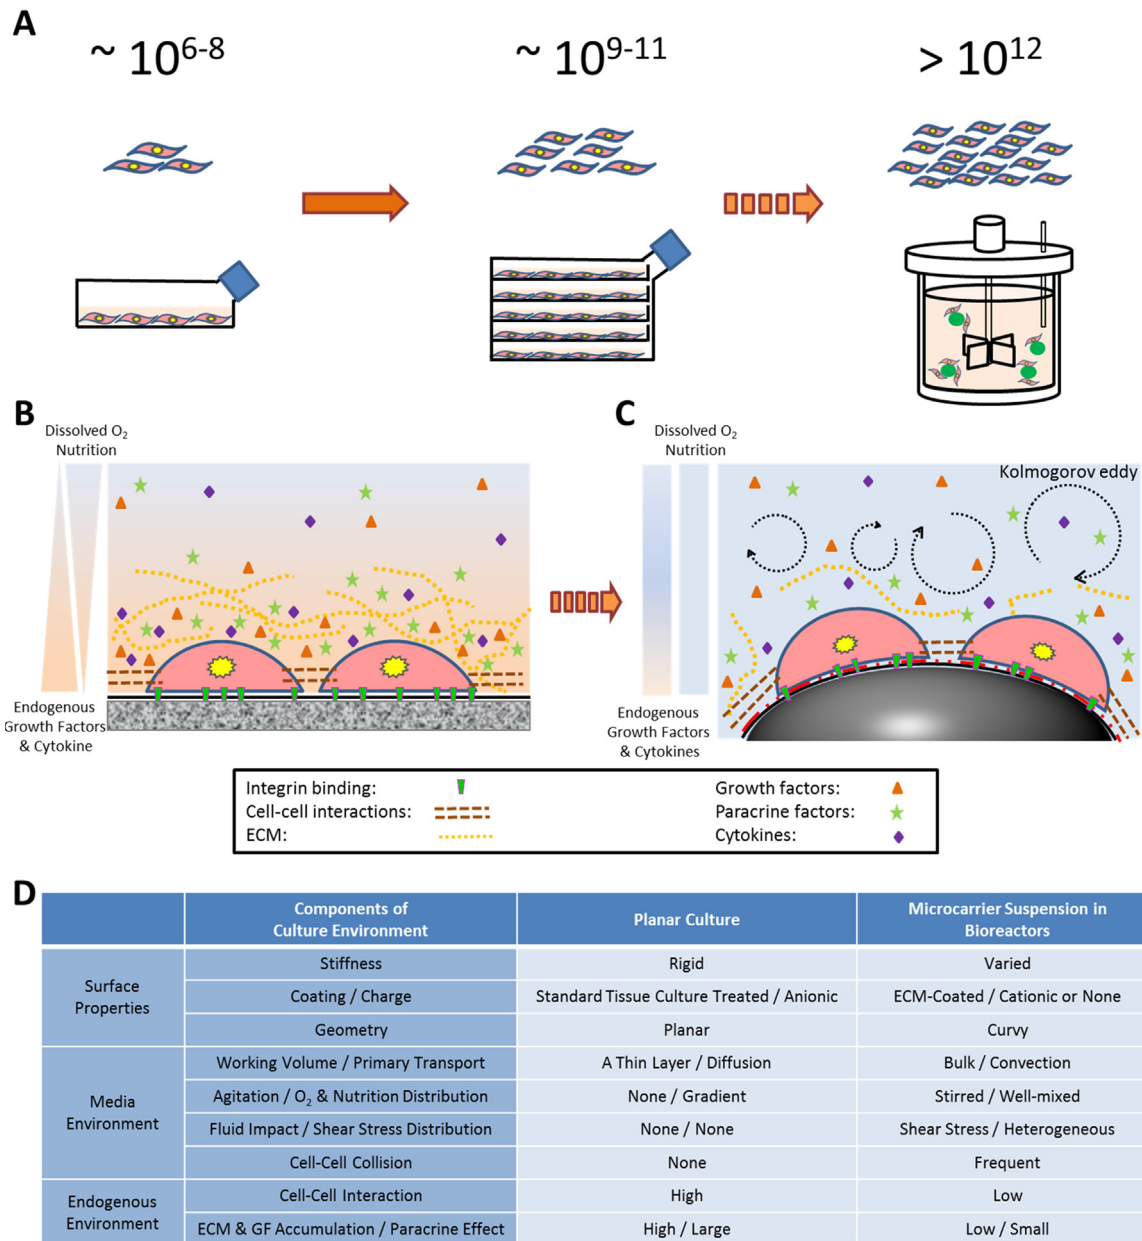 A
~ 10^6-8
~ 10^9-11
> 10^12
B
Dissolved O₂
Nutrition
Endogenous
Growth Factors
& Cytokine
C
Dissolved O₂
Nutrition
Kolmogorov eddy
Endogenous
Growth Factors
& Cytokines
Integrin binding:
Cell-cell interactions:
ECM:
Growth factors:
Paracrine factors:
Cytokines:
D
Components of
Culture Environment
Planar Culture
Microcarrier Suspension in
Bioreactors
Surface
Properties
Stiffness
Rigid
Varied
Coating / Charge
Standard Tissue Culture Treated / Anionic
ECM-Coated / Cationic or None
Geometry
Planar
Curvy
Media
Environment
Working Volume / Primary Transport
A Thin Layer / Diffusion
Bulk / Convection
Agitation / O₂ & Nutrition Distribution
None / Gradient
Stirred / Well-mixed
Fluid Impact / Shear Stress Distribution
None / None
Shear Stress / Heterogeneous
Cell-Cell Collision
None
Frequent
Endogenous
Environment
Cell-Cell Interaction
High
Low
ECM & GF Accumulation / Paracrine Effect
High / Large
Low / Small